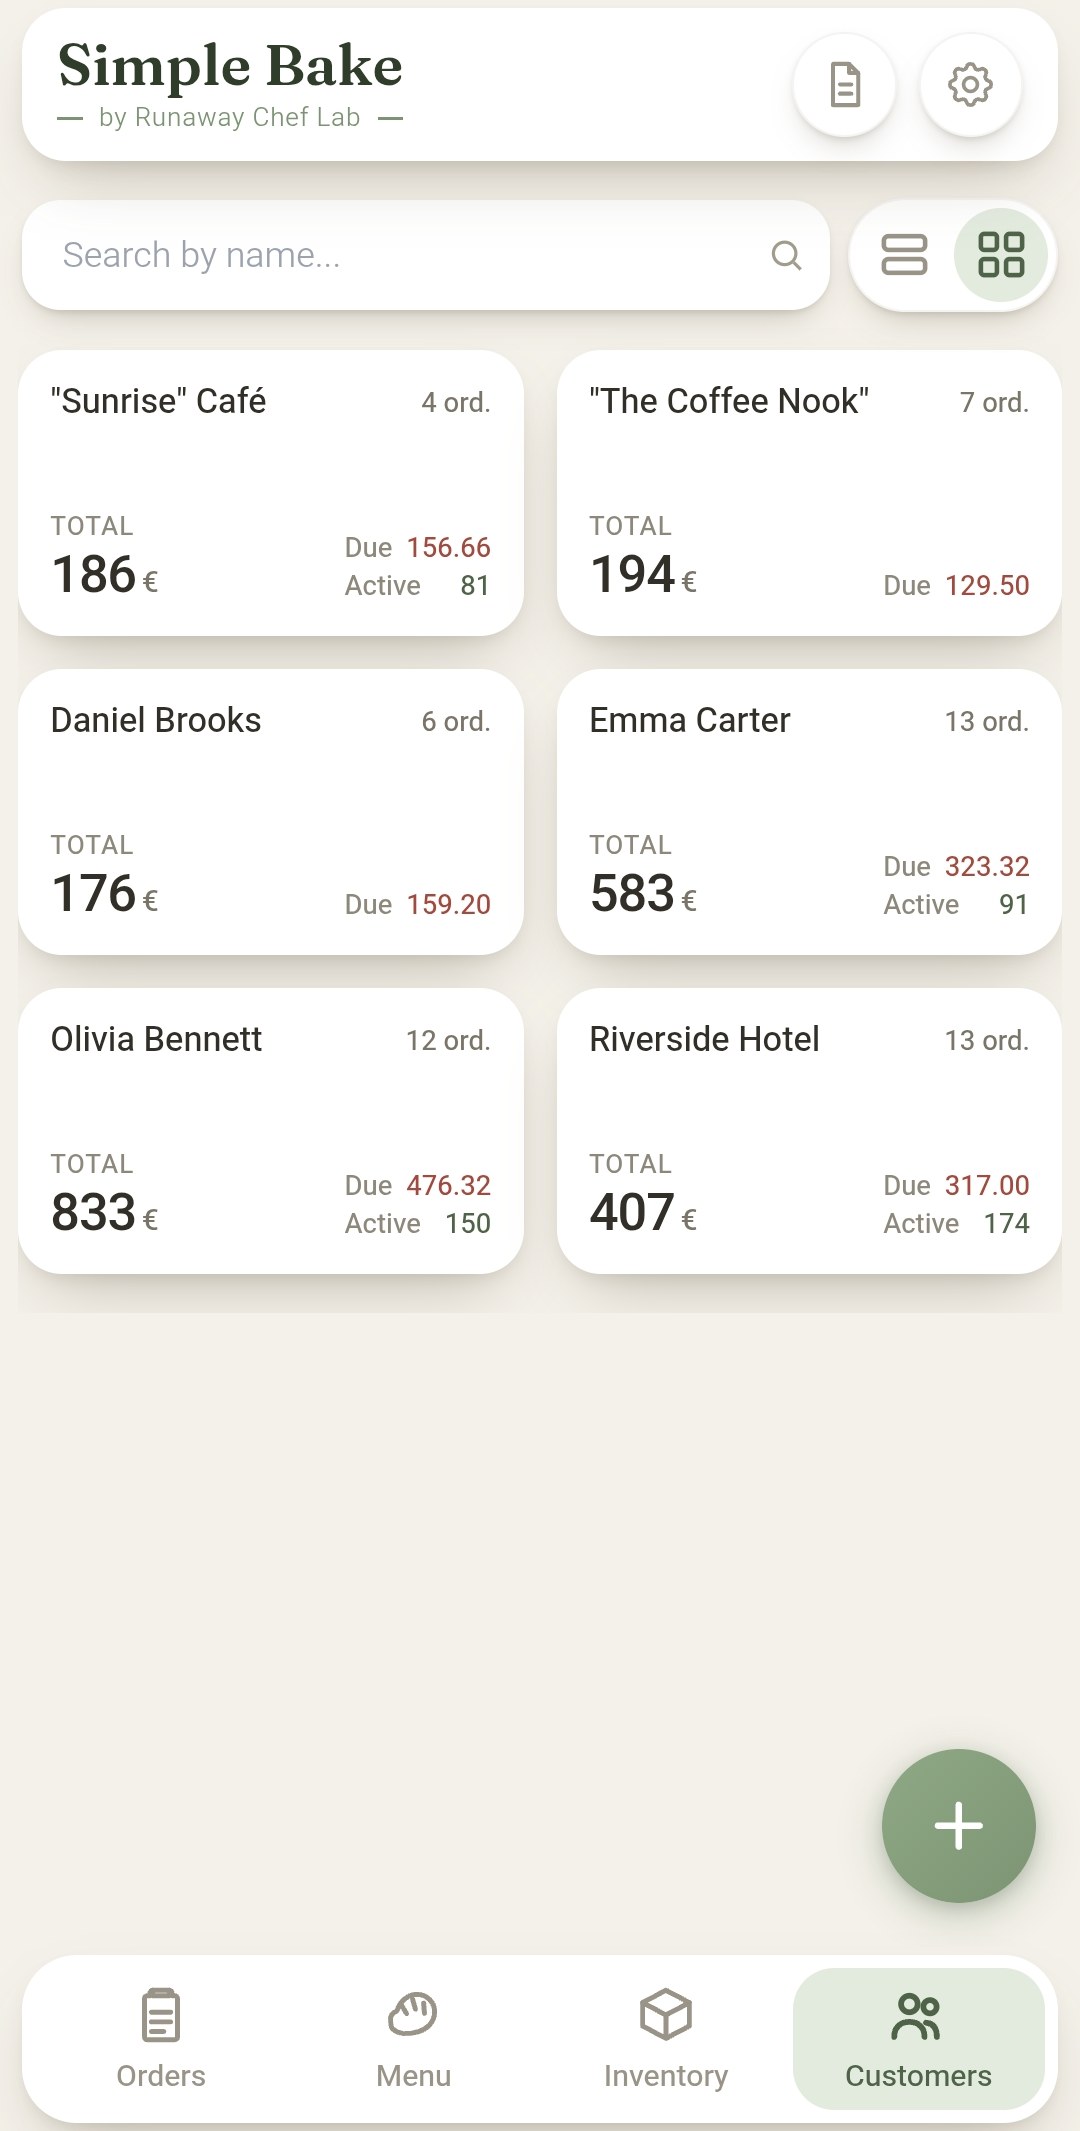 Simple Bake
by Runaway Chef Lab
Search by name...
"Sunrise" Café 4 ord.
TOTAL
186 €
Due 156.66
Active 81
"The Coffee Nook" 7 ord.
TOTAL
194 €
Due 129.50
Daniel Brooks 6 ord.
TOTAL
176 €
Due 159.20
Emma Carter 13 ord.
TOTAL
583 €
Due 323.32
Active 91
Olivia Bennett 12 ord.
TOTAL
833 €
Due 476.32
Active 150
Riverside Hotel 13 ord.
TOTAL
407 €
Due 317.00
Active 174
Orders Menu Inventory Customers